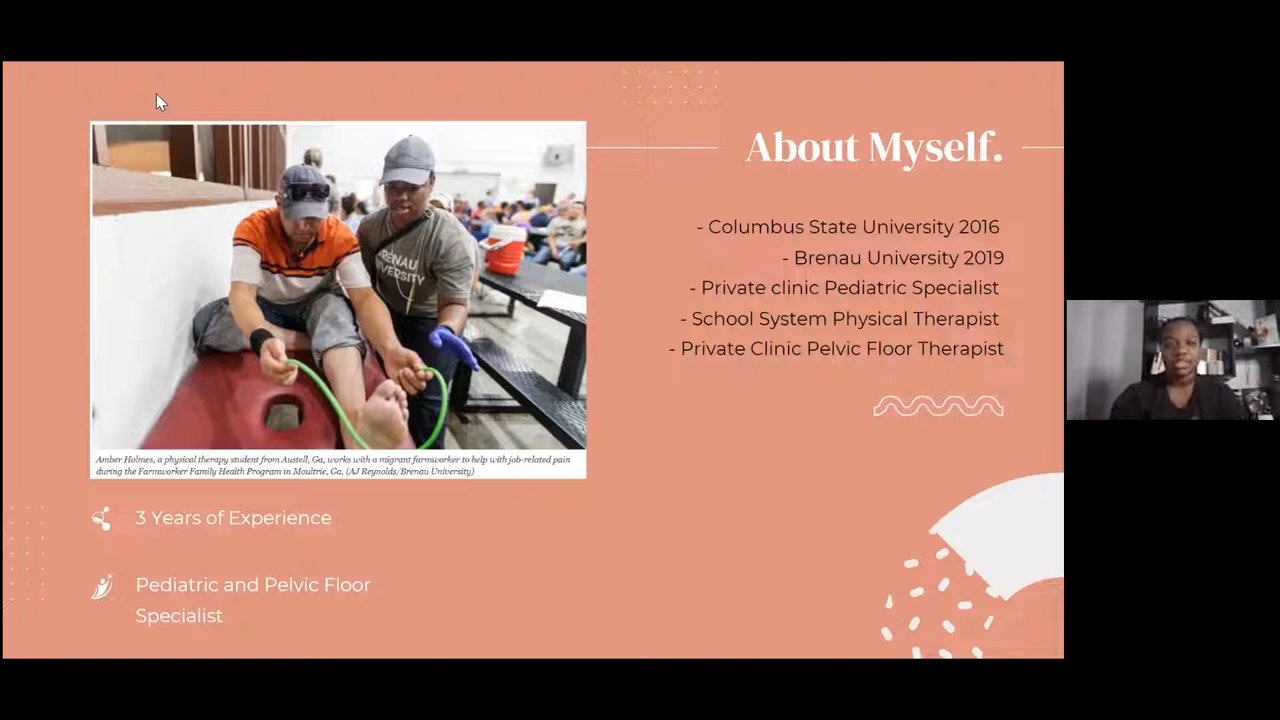 About Myself.
- Columbus State University 2016
- Brenau University 2019
- Private clinic Pediatric Specialist
- School System Physical Therapist
- Private Clinic Pelvic Floor Therapist
BRENAU
UNIVERSITY
Amber Holmes, a physical therapy student from Austell, Ga, works with a migrant farmworker to help with job-related pain
during the Farmworker Family Health Program in Moultrie, Ga. (AJ Reynolds/Brenau University)
3 Years of Experience
Pediatric and Pelvic Floor
Specialist